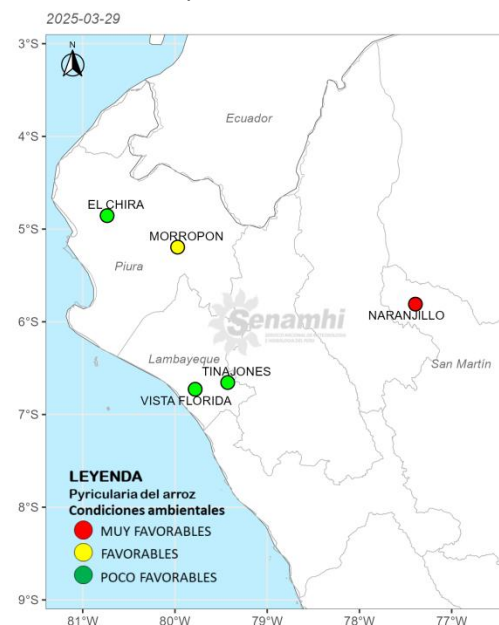 2025-03-29
N
3°S
4°S
5°S
6°S
7°S
8°S
9°S
Ecuador
EL CHIRA
MORROPON
Piura
NARANJILLO
Senamhi
Lambayeque
San Martín
TINAJONES
VISTA FLORIDA
LEYENDA
Pyricularia del arroz
Condiciones ambientales
MUY FAVORABLES
FAVORABLES
POCO FAVORABLES
81°W
80°W
79°W
78°W
77°W